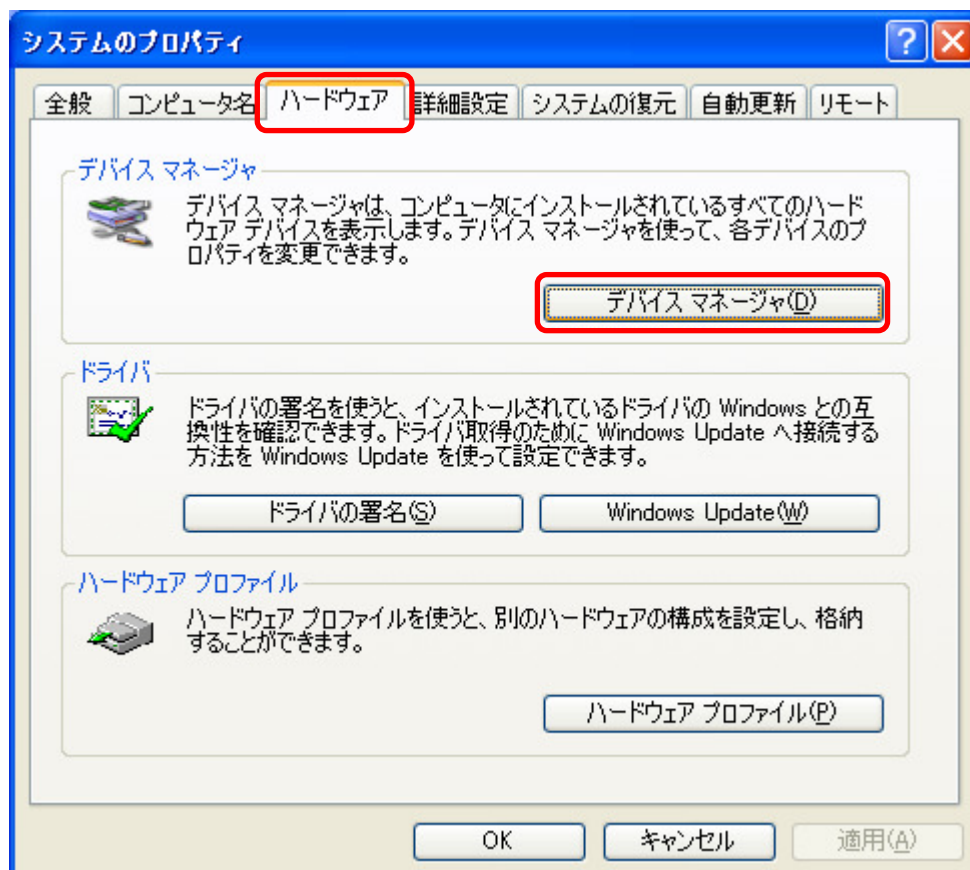 システムのプロパティ
全般 コンピュータ名 ハードウェア 詳細設定 システムの復元 自動更新 リモート
デバイス マネージャ
デバイス マネージャは、コンピュータにインストールされているすべてのハード
ウェア デバイスを表示します。デバイス マネージャを使って、各デバイスのプ
ロパティを変更できます。
デバイス マネージャ(D)
ドライバ
ドライバの署名を使うと、インストールされているドライバの Windows との互
換性を確認できます。ドライバ取得のために Windows Update へ接続する
方法を Windows Update を使って設定できます。
ドライバの署名(S) Windows Update(W)
ハードウェア プロファイル
ハードウェア プロファイルを使うと、別のハードウェアの構成を設定し、格納
することができます。
ハードウェア プロファイル(P)
OK キャンセル 適用(A)